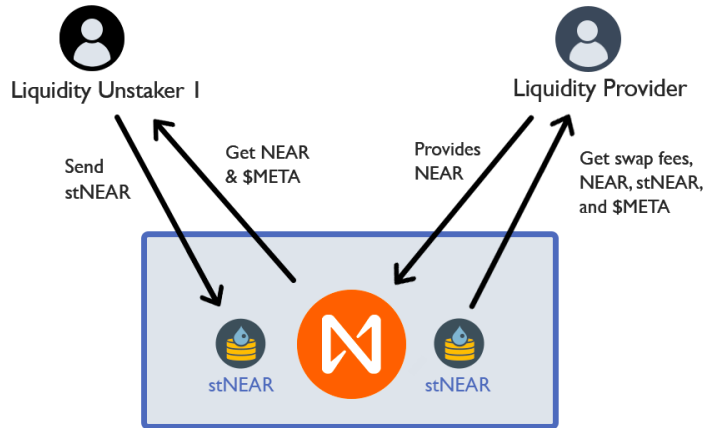 Liquidity Unstaker 1
Liquidity Provider
Send
stNEAR
Get NEAR
& $META
Provides
NEAR
Get swap fees,
NEAR, stNEAR,
and $META
stNEAR
stNEAR